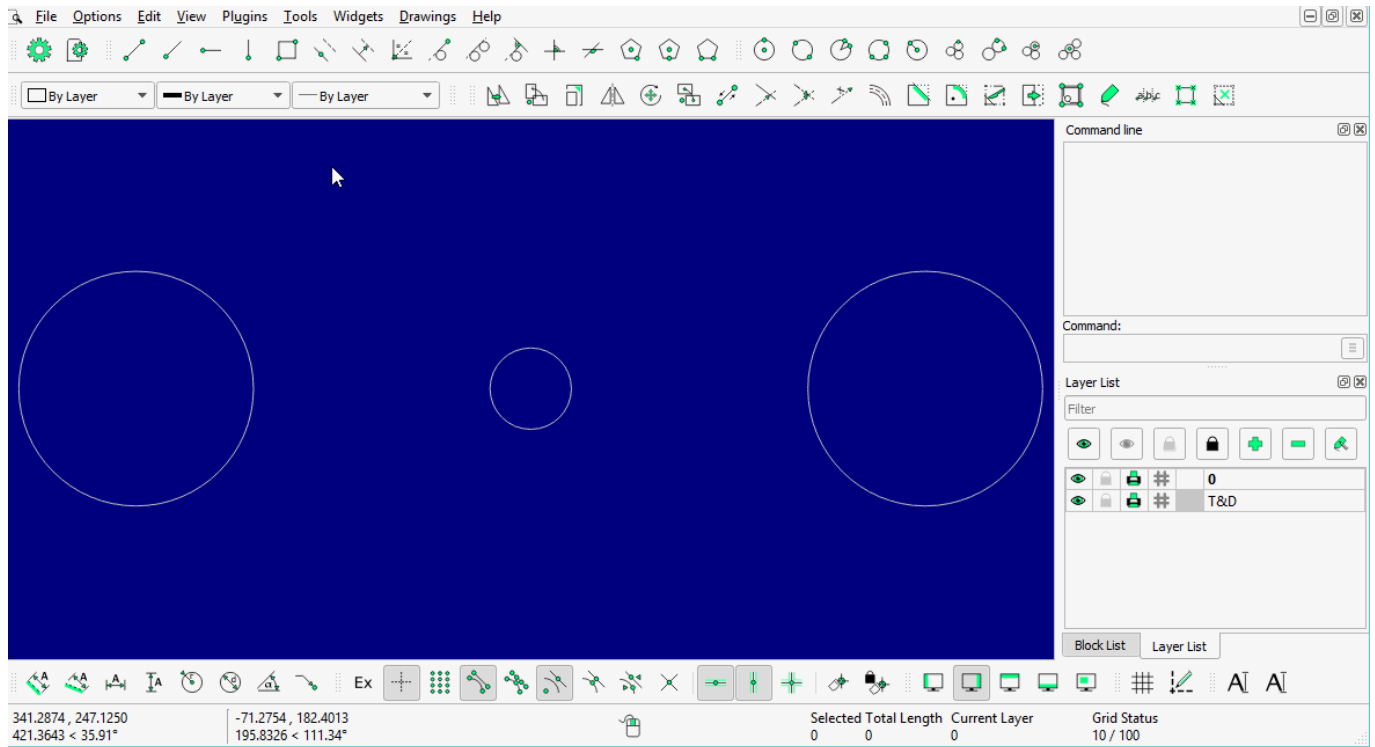 File Options Edit View Plugins Tools Widgets Drawings Help
By Layer By Layer By Layer
Command line
Command:
Layer List
Filter
0
T&D
Block List Layer List
Ex
341.2874 , 247.1250 -71.2754 , 182.4013 Selected Total Length Current Layer Grid Status
421.3643 < 35.91° 195.8326 < 111.34° 0 0 0 10 / 100